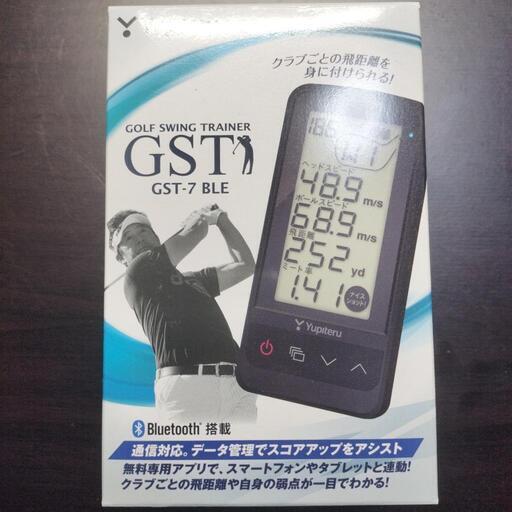 クラブごとの飛距離を
身に付けられる!
GOLF SWING TRAINER
GST
GST-7 BLE
186
W1
ヘッドスピード
48.9 m/s
ボールスピード
68.9 m/s
飛距離
252 yd
ミート率
1.41 ナイス
ショット!
Yupiteru
Bluetooth® 搭載
通信対応。データ管理でスコアアップをアシスト
無料専用アプリで、スマートフォンやタブレットと連動!
クラブごとの飛距離や自身の弱点が一目でわかる!